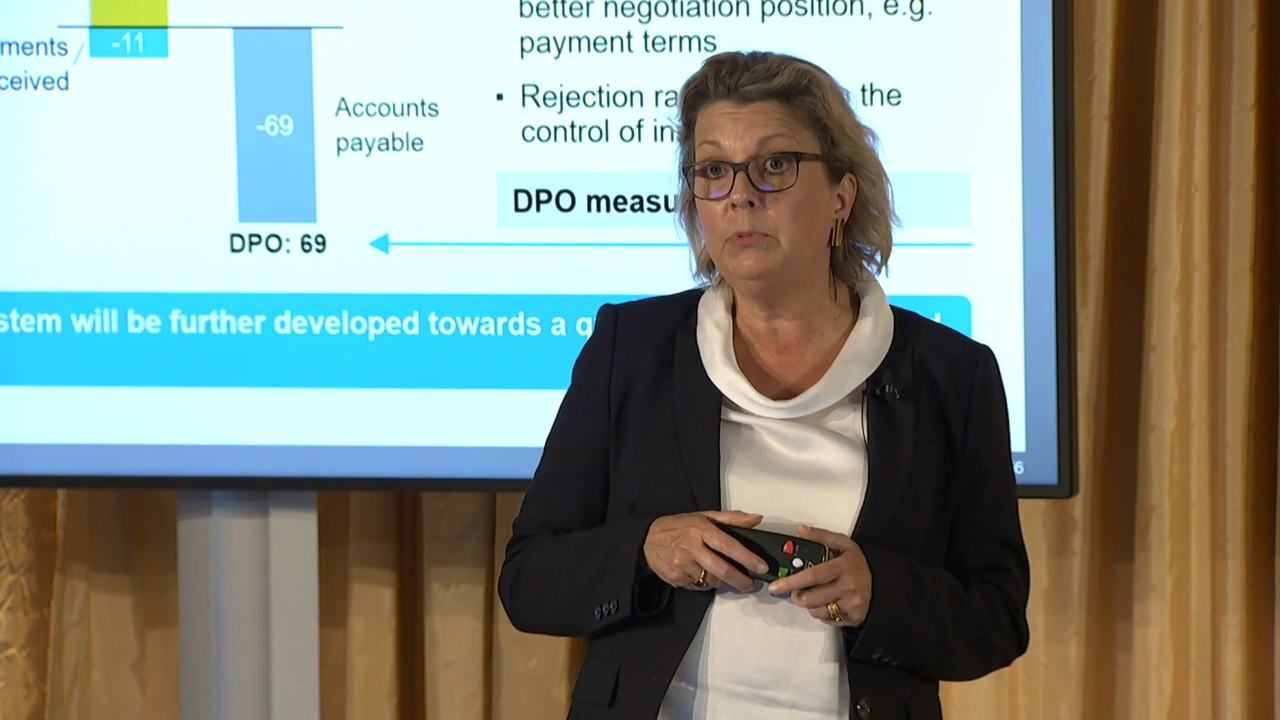 better negotiation position, e.g.
payment terms
ments
ceived
-11
Accounts
payable
-69
DPO: 69
▪ Rejection ra the
control of in
DPO measu
stem will be further developed towards a q
6